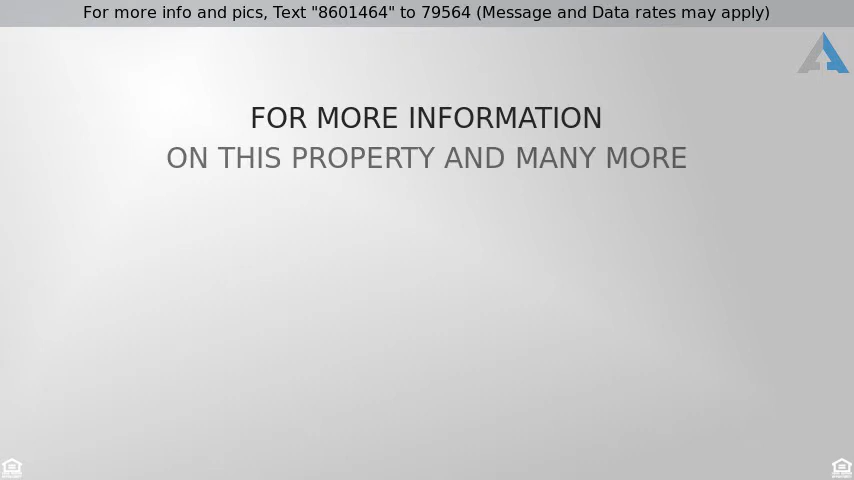 For more info and pics, Text "8601464" to 79564 (Message and Data rates may apply)
FOR MORE INFORMATION
ON THIS PROPERTY AND MANY MORE